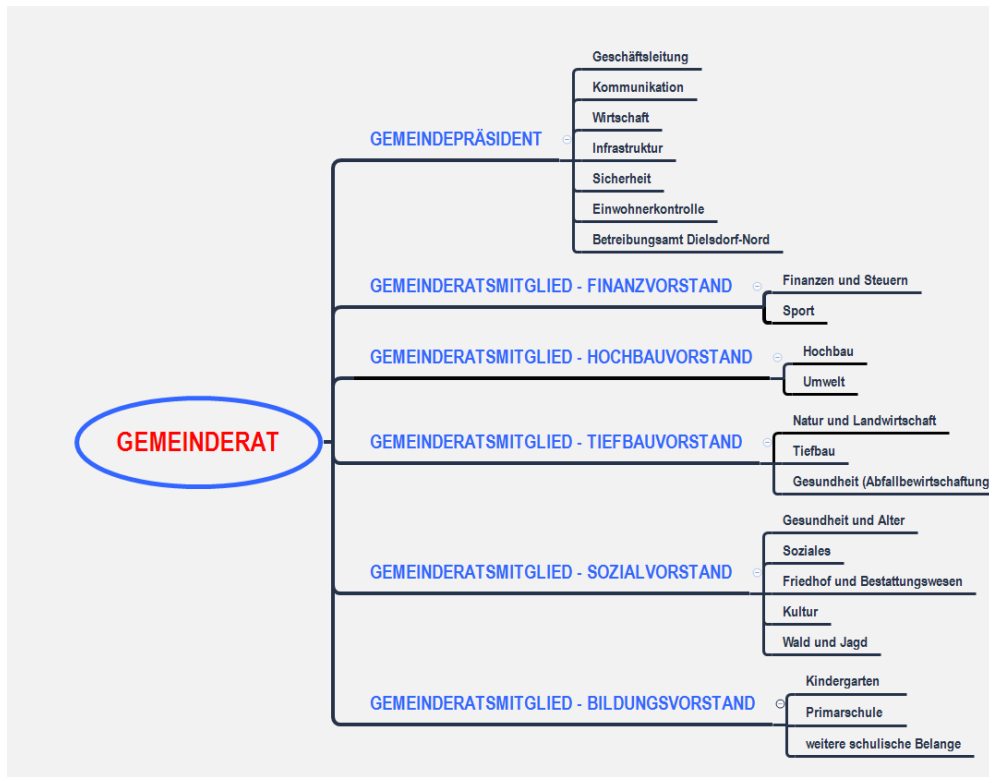 GEMEINDERAT
GEMEINDEPRÄSIDENT
Geschäftsleitung
Kommunikation
Wirtschaft
Infrastruktur
Sicherheit
Einwohnerkontrolle
Betreibungsamt Dielsdorf-Nord
GEMEINDERATSMITGLIED - FINANZVORSTAND
Finanzen und Steuern
Sport
GEMEINDERATSMITGLIED - HOCHBAUVORSTAND
Hochbau
Umwelt
GEMEINDERATSMITGLIED - TIEFBAUVORSTAND
Natur und Landwirtschaft
Tiefbau
Gesundheit (Abfallbewirtschaftung
GEMEINDERATSMITGLIED - SOZIALVORSTAND
Gesundheit und Alter
Soziales
Friedhof und Bestattungswesen
Kultur
Wald und Jagd
GEMEINDERATSMITGLIED - BILDUNGSVORSTAND
Kindergarten
Primarschule
weitere schulische Belange